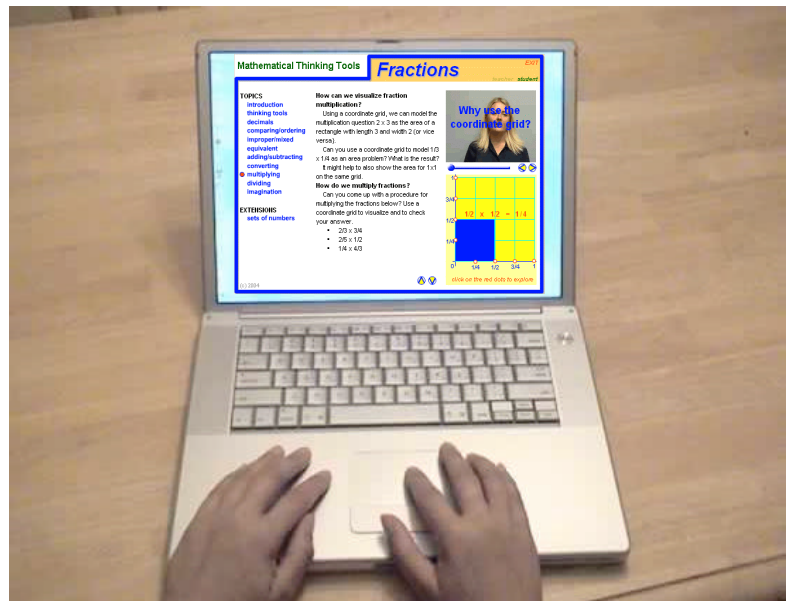 Mathematical Thinking Tools
Fractions
EXIT
teacher student
TOPICS
introduction
thinking tools
decimals
comparing/ordering
improper/mixed
equivalent
adding/subtracting
converting
multiplying
dividing
imagination
EXTENSIONS
sets of numbers
(c) 2004
How can we visualize fraction
multiplication?
Using a coordinate grid, we can model the
multiplication question 2 x 3 as the area of a
rectangle with length 3 and width 2 (or vice
versa).
Can you use a coordinate grid to model 1/3
x 1/4 as an area problem? What is the result?
It might help to also show the area for 1x1
on the same grid.
How do we multiply fractions?
Can you come up with a procedure for
multiplying the fractions below? Use a
coordinate grid to visualize and to check
your answer.
• 2/3 x 3/4
• 2/5 x 1/2
• 1/4 x 4/3
Why use the
coordinate grid?
1
3/4
1/2 x 1/2 = 1/4
1/2
1/4
0 1/4 1/2 3/4 1
click on the red dots to explore